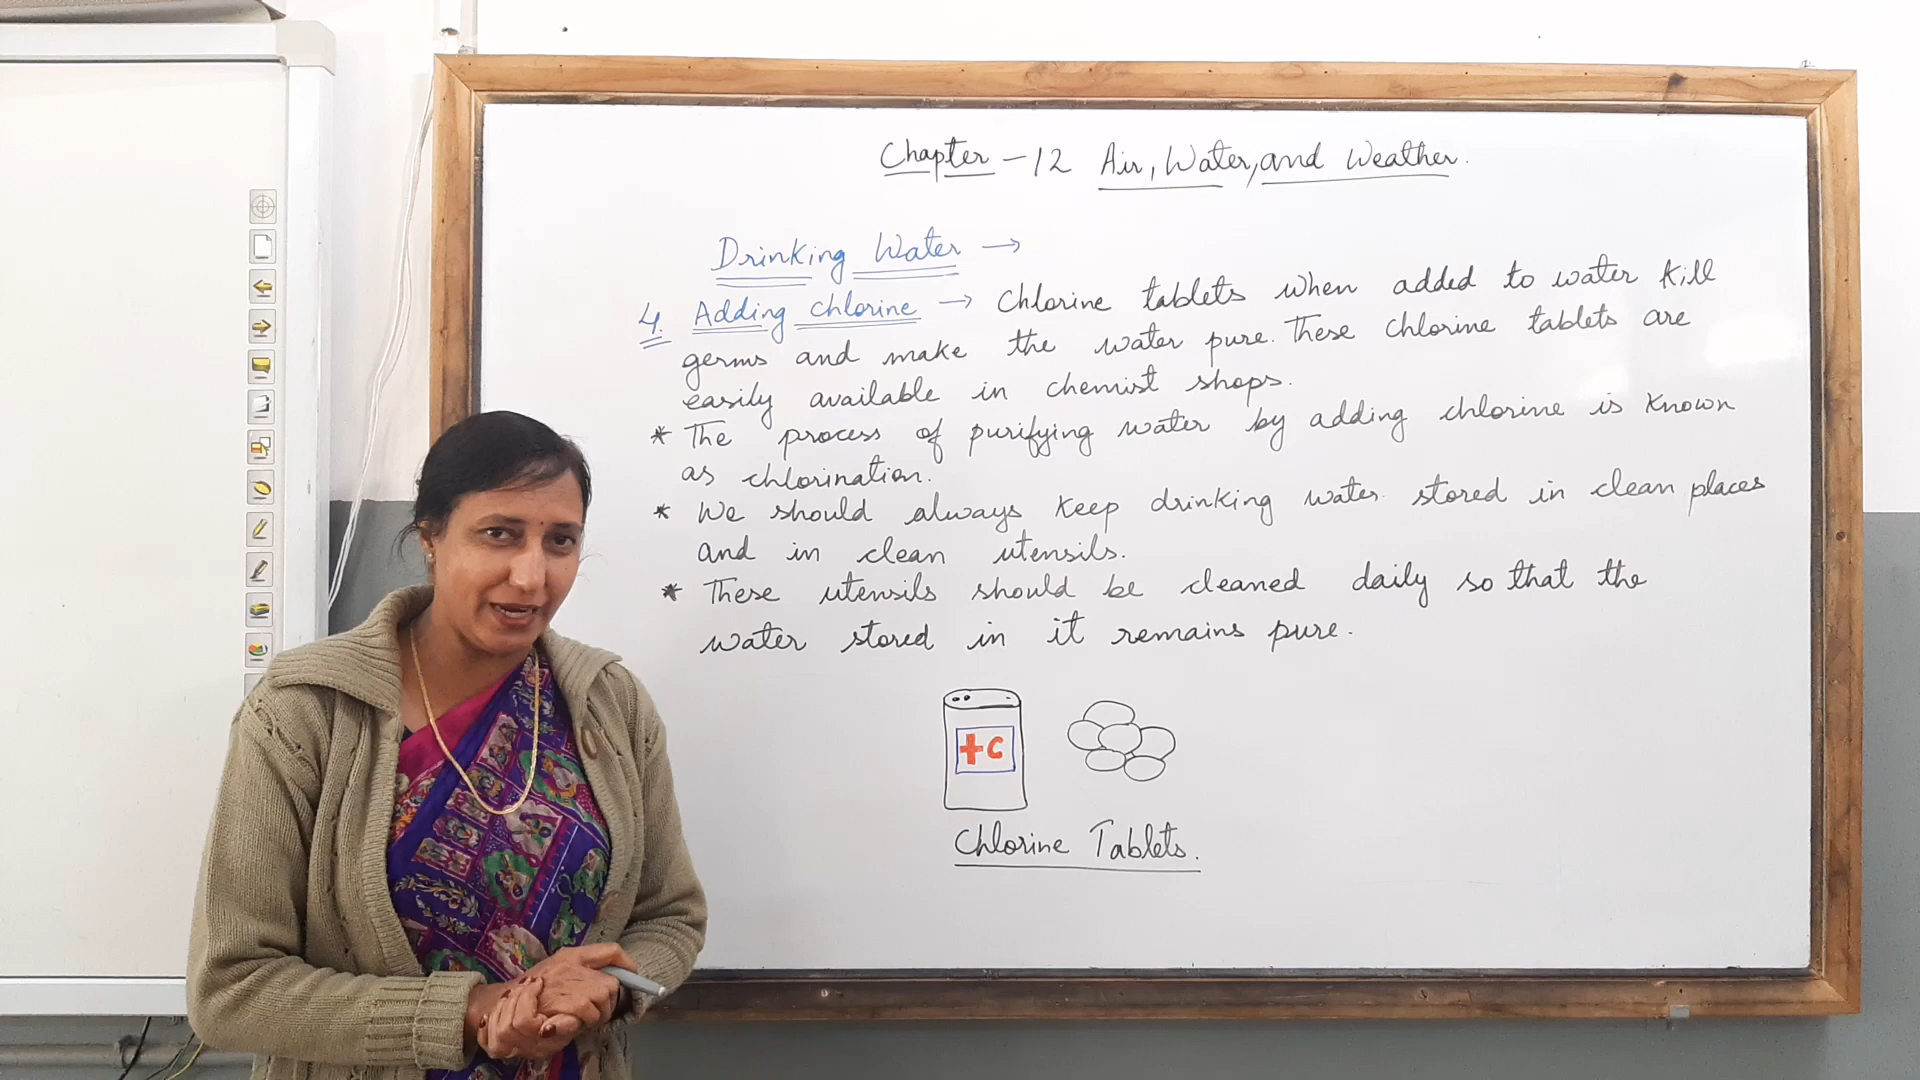 Chapter - 12 Air, Water, and Weather.
Drinking Water →
4. Adding Chlorine → Chlorine tablets when added to water kill
germs and make the water pure. These chlorine tablets are
easily available in chemist shops.
* The process of purifying water by adding chlorine is known
as chlorination.
* We should always keep drinking water stored in clean places
and in clean utensils.
* These utensils should be cleaned daily so that the
water stored in it remains pure.
+C
Chlorine Tablets.